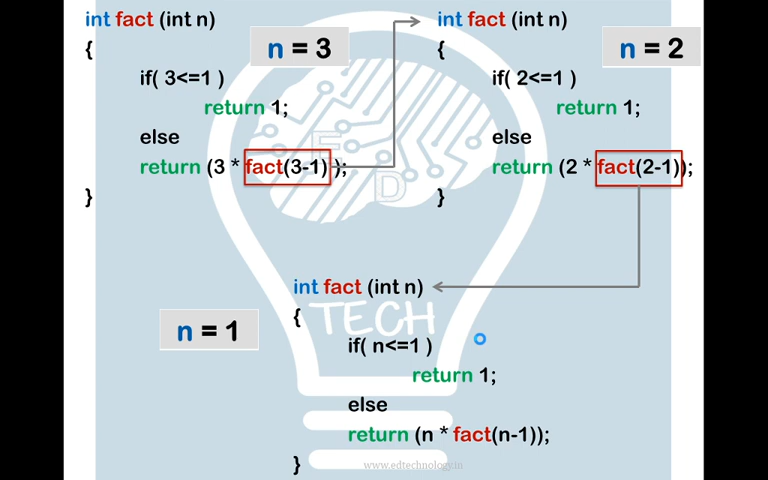 int fact (int n)
{
n = 3
if( 3<=1 )
return 1;
else
return (3 * fact(3-1) );
}
int fact (int n)
{
n = 2
if( 2<=1 )
return 1;
else
return (2 * fact(2-1));
}
int fact (int n)
{
n = 1
if( n<=1 )
return 1;
else
return (n * fact(n-1));
}
E
D
TECH
www.edtechnology.in